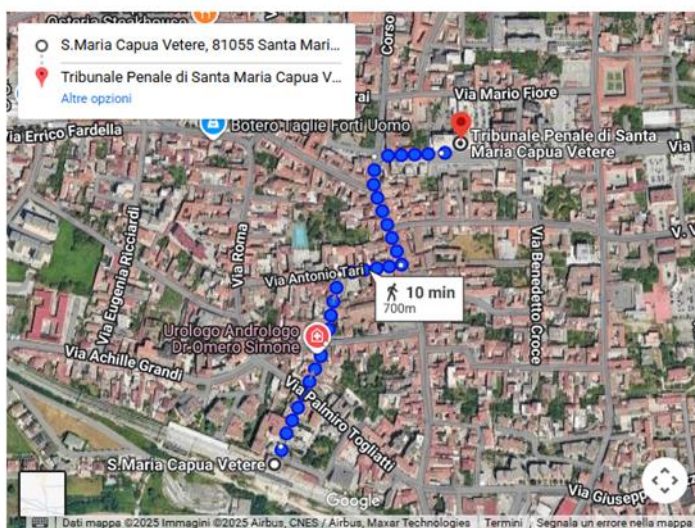 Osteria Steakhouse
S.Maria Capua Vetere, 81055 Santa Mari...
Tribunale Penale di Santa Maria Capua V...
Altre opzioni
Corso
Via Mario Fiore
Via Errico Fardella
Botero Taglie Forti Uomo
Tribunale Penale di Santa
Maria Capua Vetere
Via
V. V
Via Eugenia Ricciardi
Via Roma
Via Antonio Tari
Via Benedetto Croce
10 min
700m
Urologo Andrologo
Dr.Omero Simone
Via Achille Grandi
Via Palmiro Togliatti
S.Maria Capua Vetere
Via Giuseppe
Google
Dati mappa ©2025 Immagini ©2025 Airbus, CNES / Airbus, Maxar Technologies
Termini
Segnala un errore nella mappa